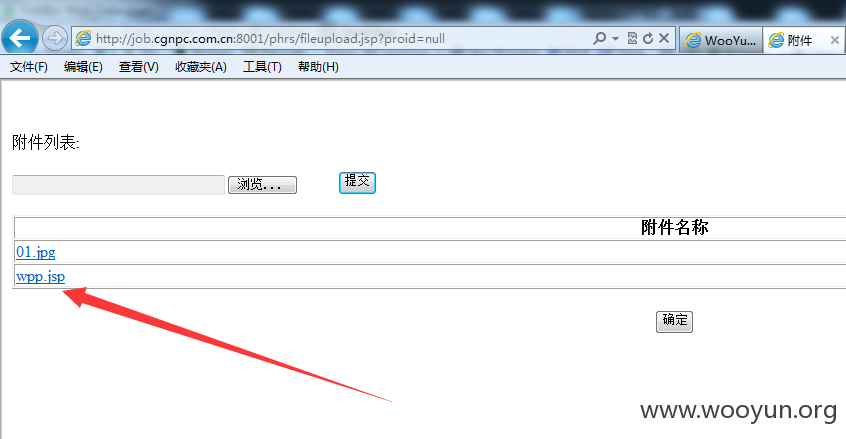 http://job.cgnpc.com.cn:8001/phrs/fileupload.jsp?proid=null
WooYun...
附件
文件(F) 编辑(E) 查看(V) 收藏夹(A) 工具(T) 帮助(H)
附件列表:
浏览... 提交
附件名称
01.jpg
wpp.jsp
确定
www.wooyun.org